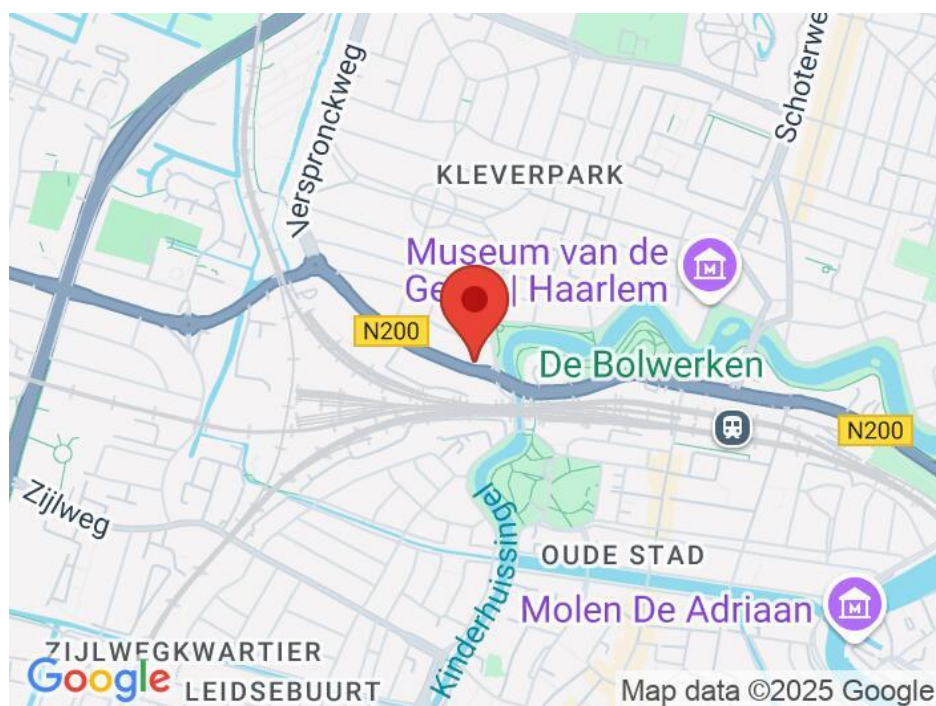 Schoterwe
Verspronckweg
KLEVERPARK
Museum van de
Ge | Haarlem
N200
De Bolwerken
N200
Zijlweg
Kinderhuissingel
OUDE STAD
Molen De Adriaan
ZIJLWEGKWARTIER
LEIDSEBUURT
Google
Map data ©2025 Google